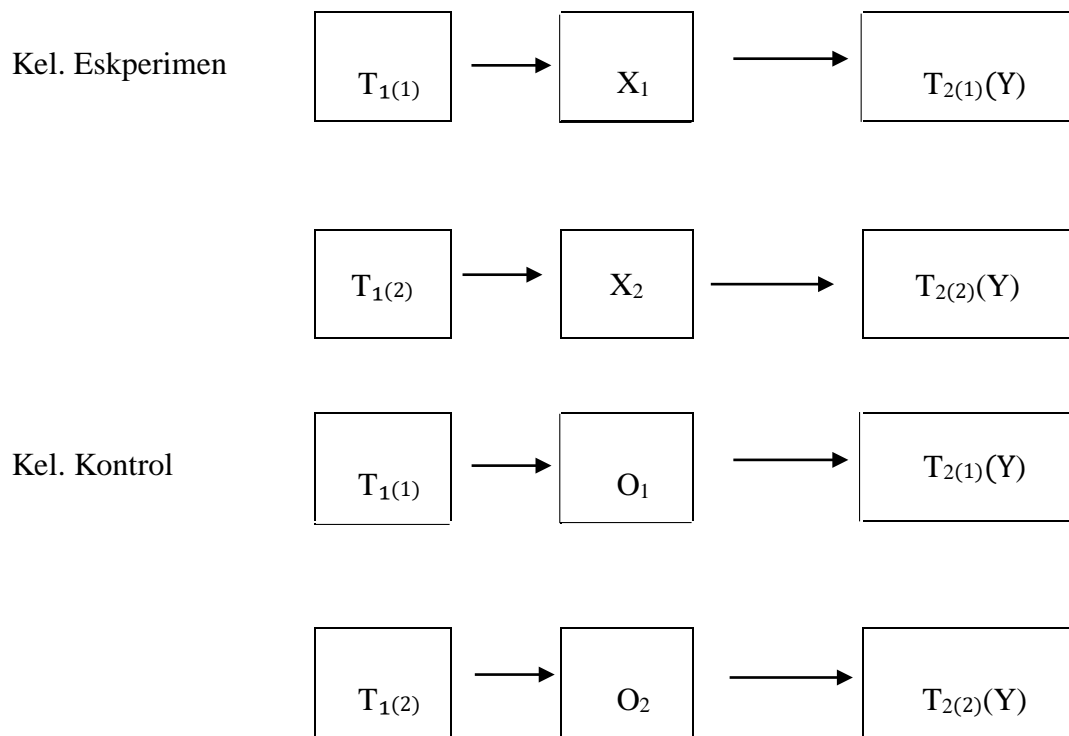 Kel. Eskperimen T₁₍₁₎ X₁ T₂₍₁₎(Y)
T₁₍₂₎ X₂ T₂₍₂₎(Y)
Kel. Kontrol T₁₍₁₎ O₁ T₂₍₁₎(Y)
T₁₍₂₎ O₂ T₂₍₂₎(Y)